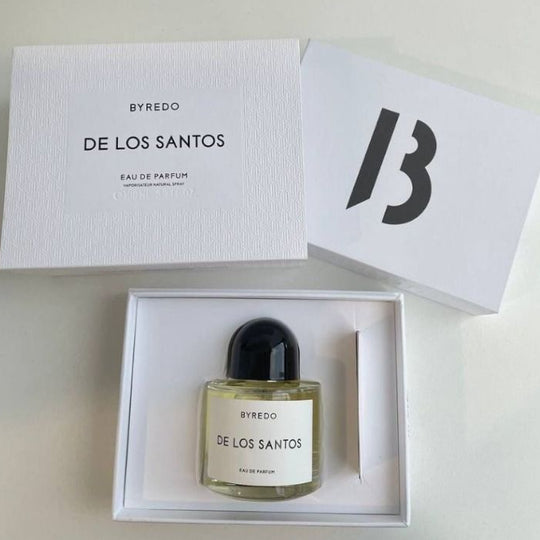 BYREDO
DE LOS SANTOS
EAU DE PARFUM
VAPORISATEUR NATURAL SPRAY
B
BYREDO
DE LOS SANTOS
EAU DE PARFUM